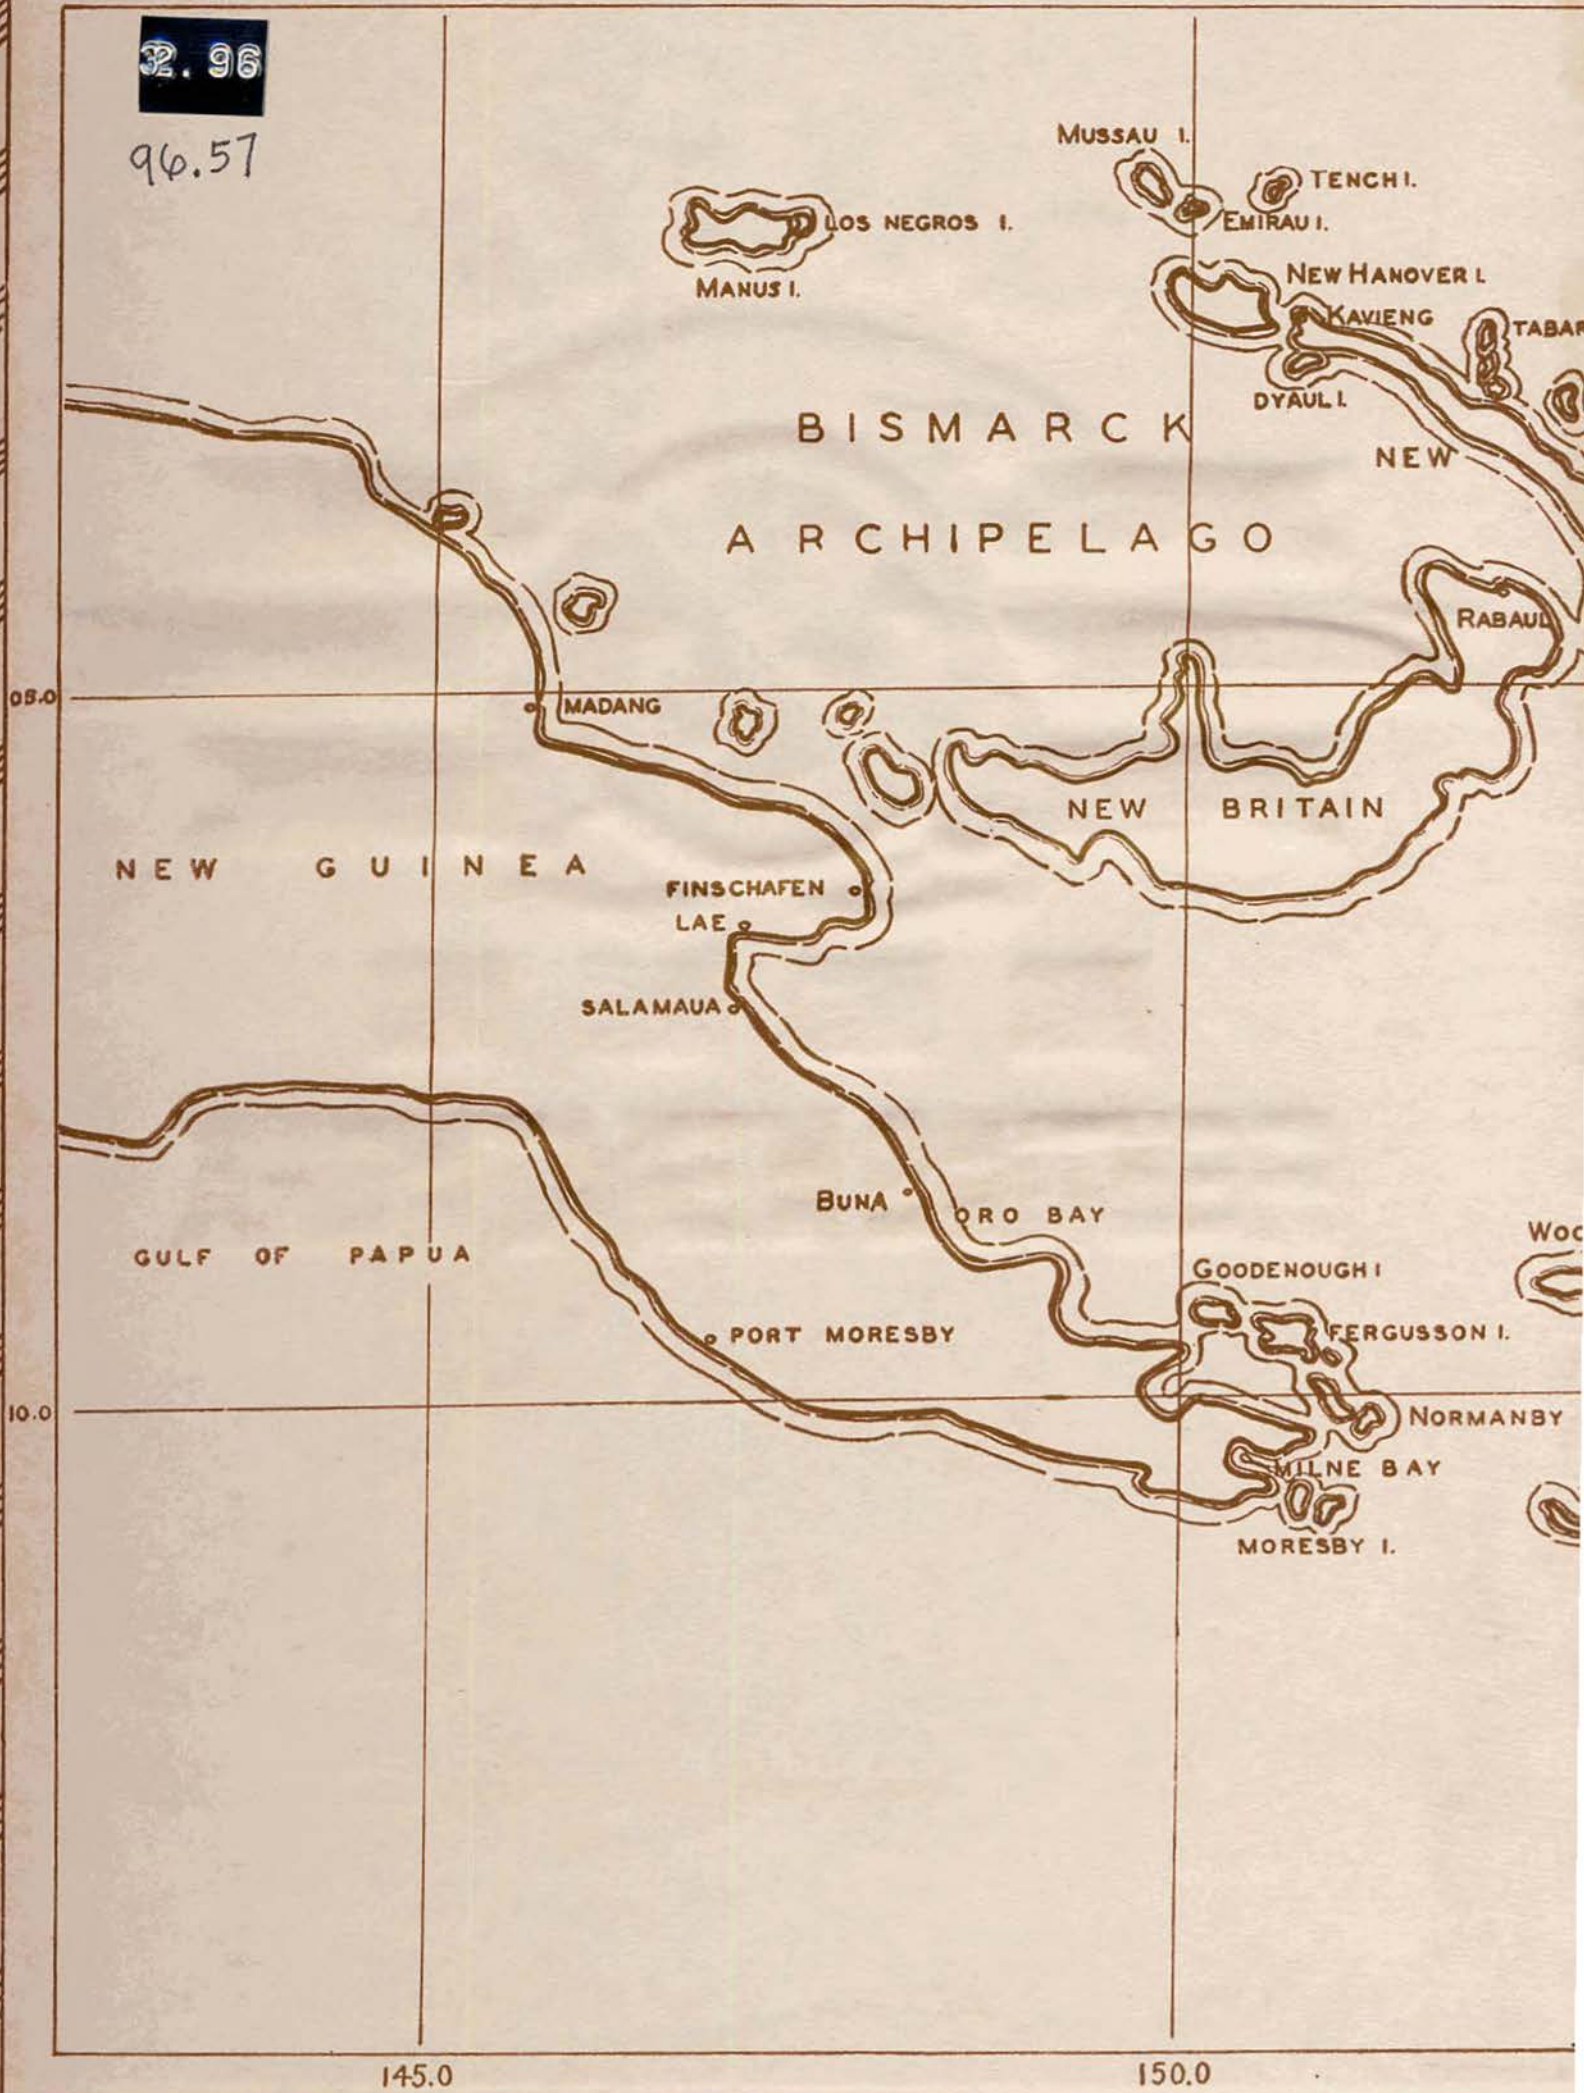 32.96
96.57
MUSSAU I.
TENCH I.
EMIRAU I.
LOS NEGROS I.
MANUS I.
NEW HANOVER I.
KAVIENG
TABAR
DYAUL I.
BISMARCK
NEW
ARCHIPELAGO
RABAUL
05.0
MADANG
NEW BRITAIN
NEW GUINEA
FINSCHAFEN
LAE
SALAMAUA
BUNA
ORO BAY
WOO
GULF OF PAPUA
GOODENOUGH I
PORT MORESBY
FERGUSSON I.
10.0
NORMANBY
MILNE BAY
MORESBY I.
145.0
150.0